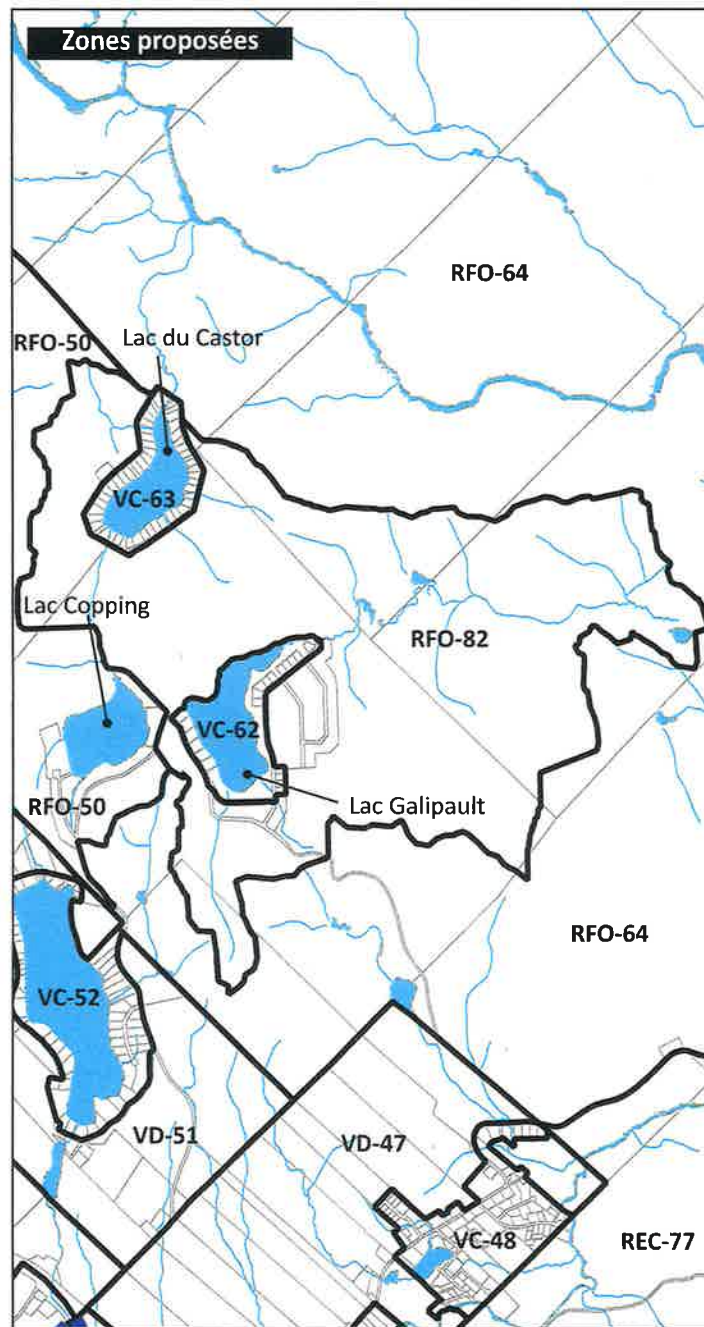 Zones proposées
RFO-64
Lac du Castor
RFO-50
VC-63
Lac Copping
RFO-82
VC-62
Lac Galipault
RFO-50
RFO-64
VC-52
VD-51
VD-47
VC-48
REC-77